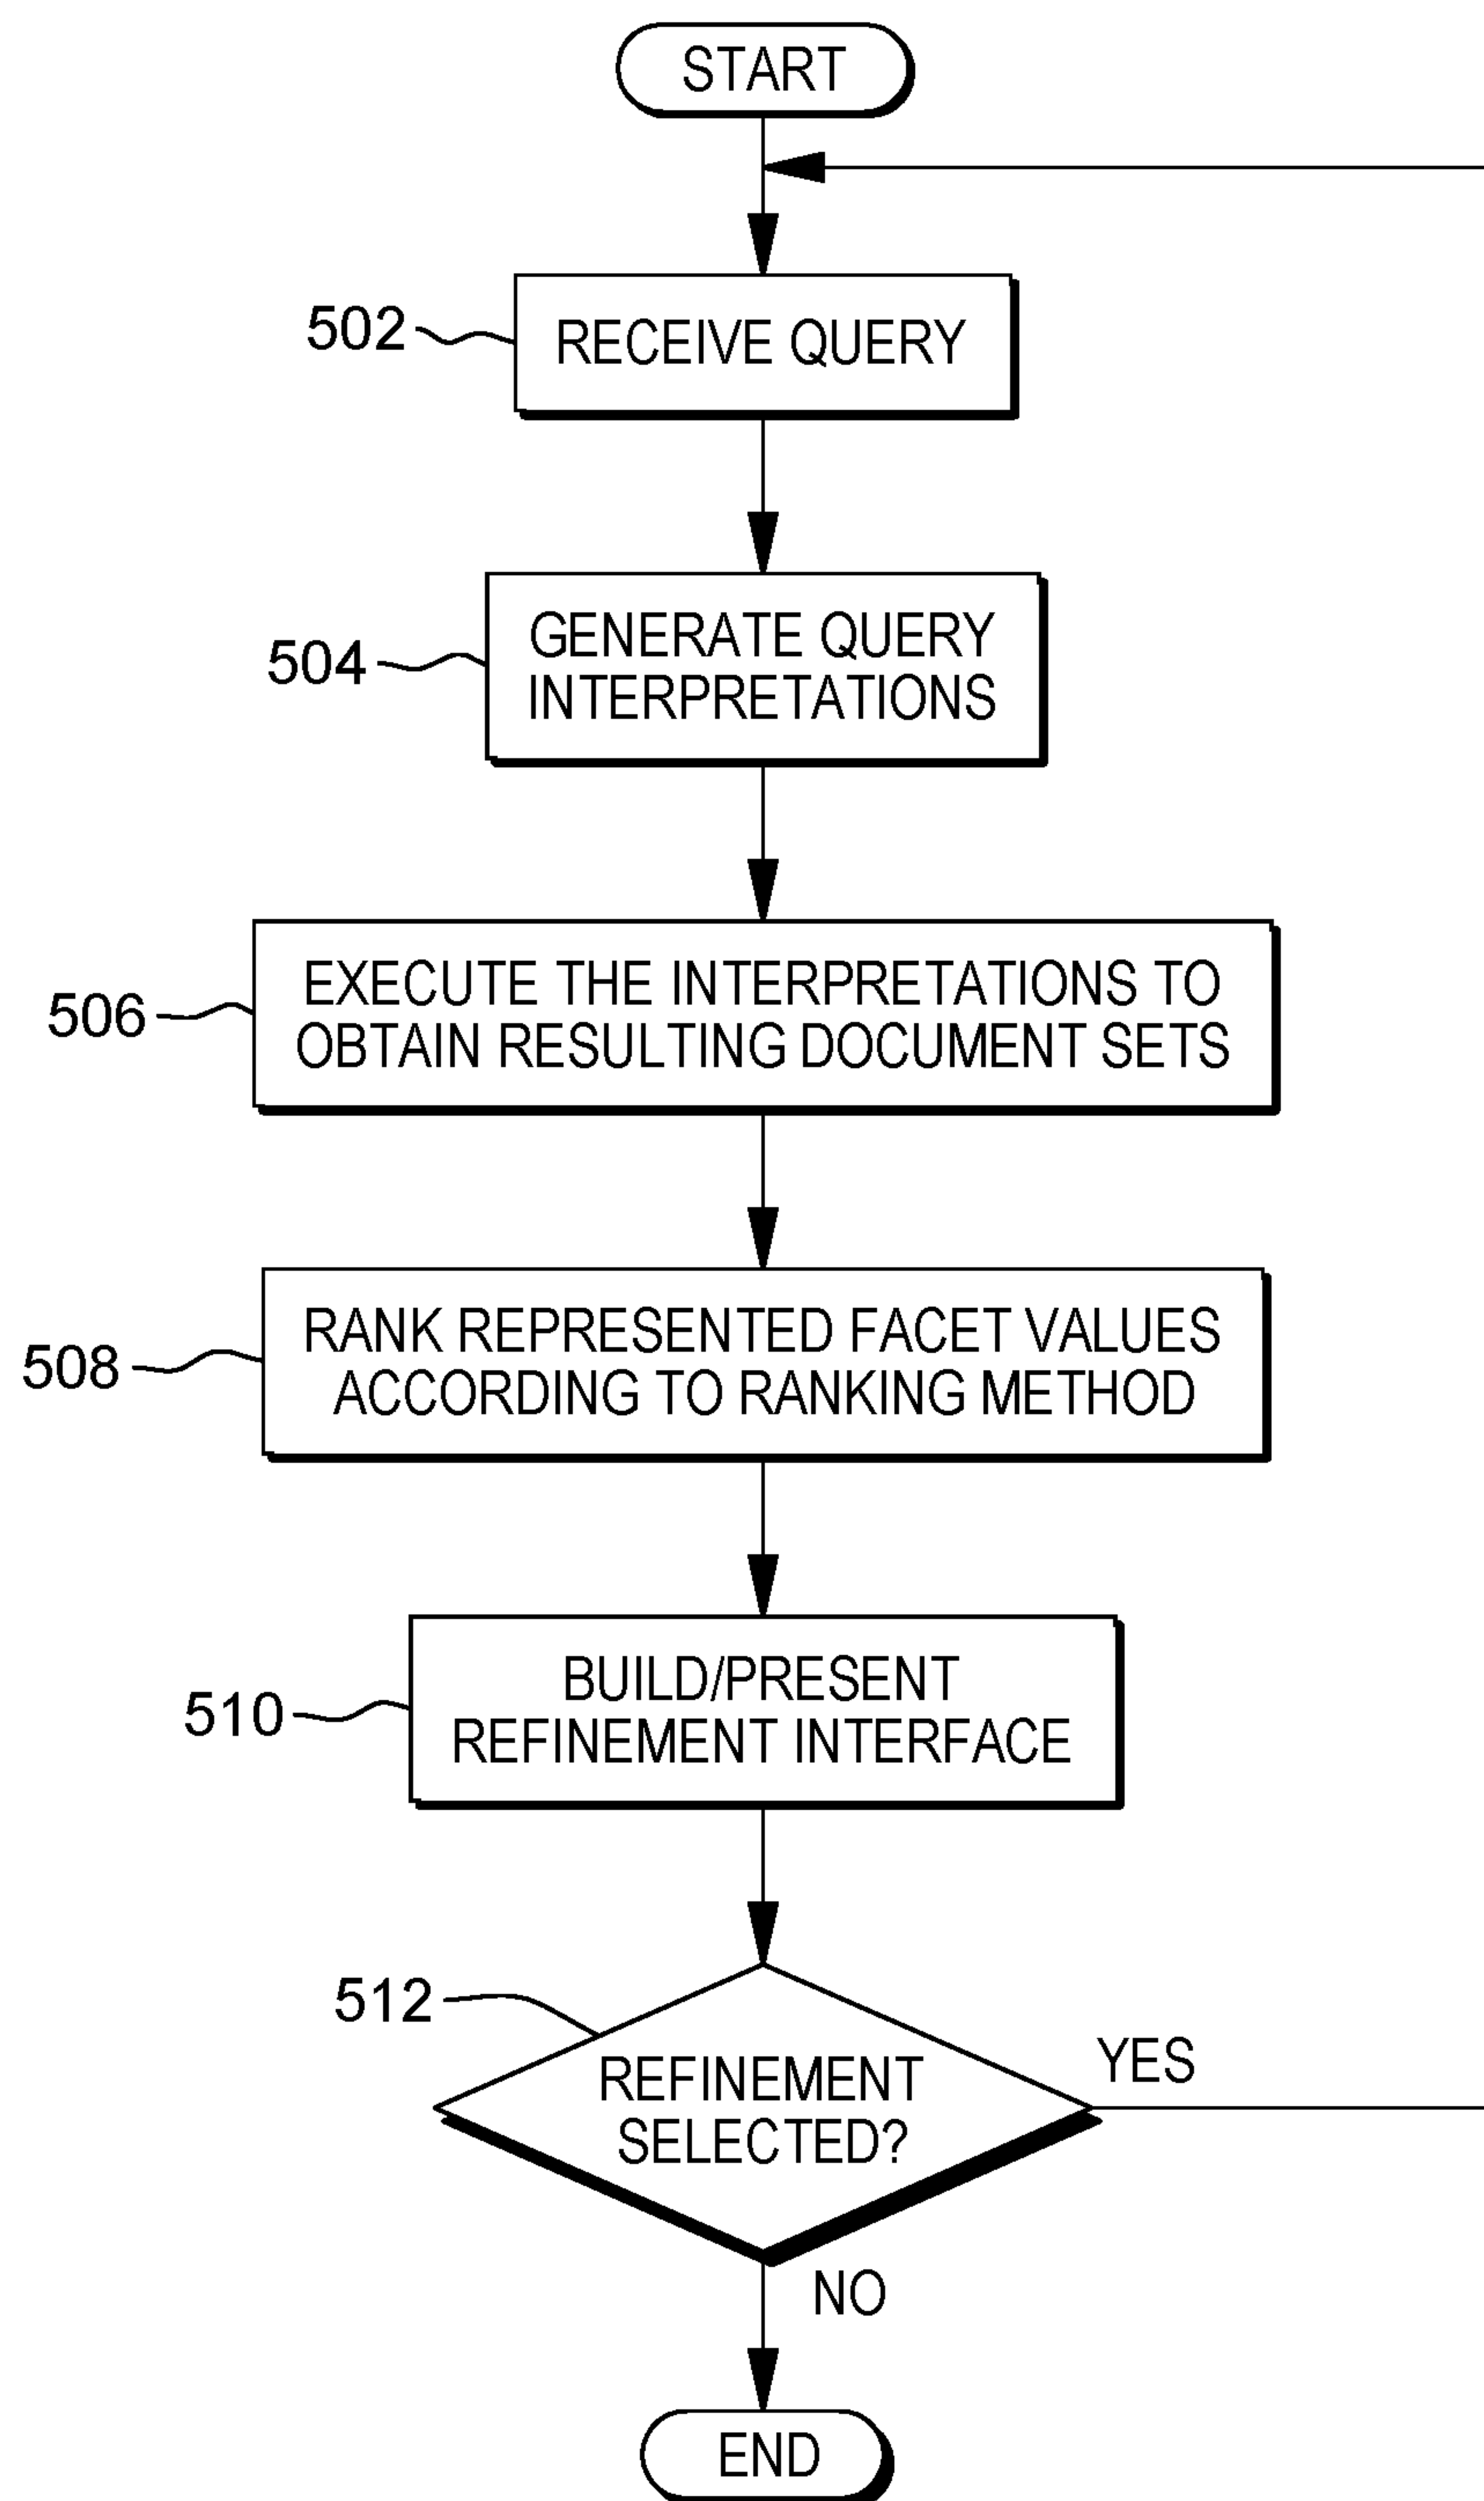 START
502
RECEIVE QUERY
504
GENERATE QUERY
INTERPRETATIONS
506
EXECUTE THE INTERPRETATIONS TO
OBTAIN RESULTING DOCUMENT SETS
508
RANK REPRESENTED FACET VALUES
ACCORDING TO RANKING METHOD
510
BUILD/PRESENT
REFINEMENT INTERFACE
512
REFINEMENT
SELECTED?
YES
NO
END